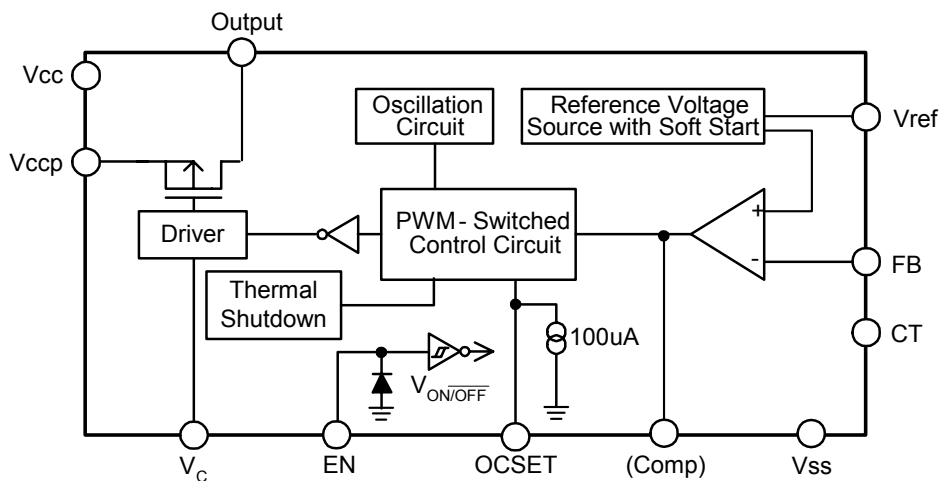 Output
Vcc
Vccp
Oscillation
Circuit
Reference Voltage
Source with Soft Start
Vref
+
-
PWM - Switched
Control Circuit
Driver
Thermal
Shutdown
FB
CT
100uA
VON/OFF
VC
EN
OCSET
(Comp)
Vss